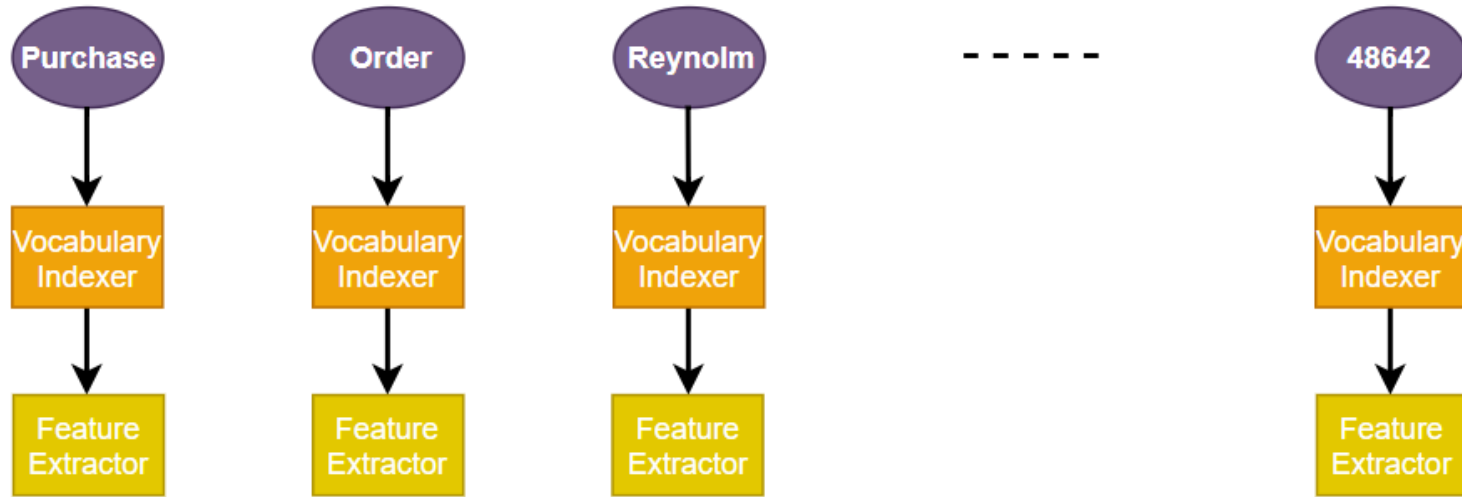 Purchase
Order
Reynolm
48642
Vocabulary
Indexer
Vocabulary
Indexer
Vocabulary
Indexer
Vocabulary
Indexer
Feature
Extractor
Feature
Extractor
Feature
Extractor
Feature
Extractor